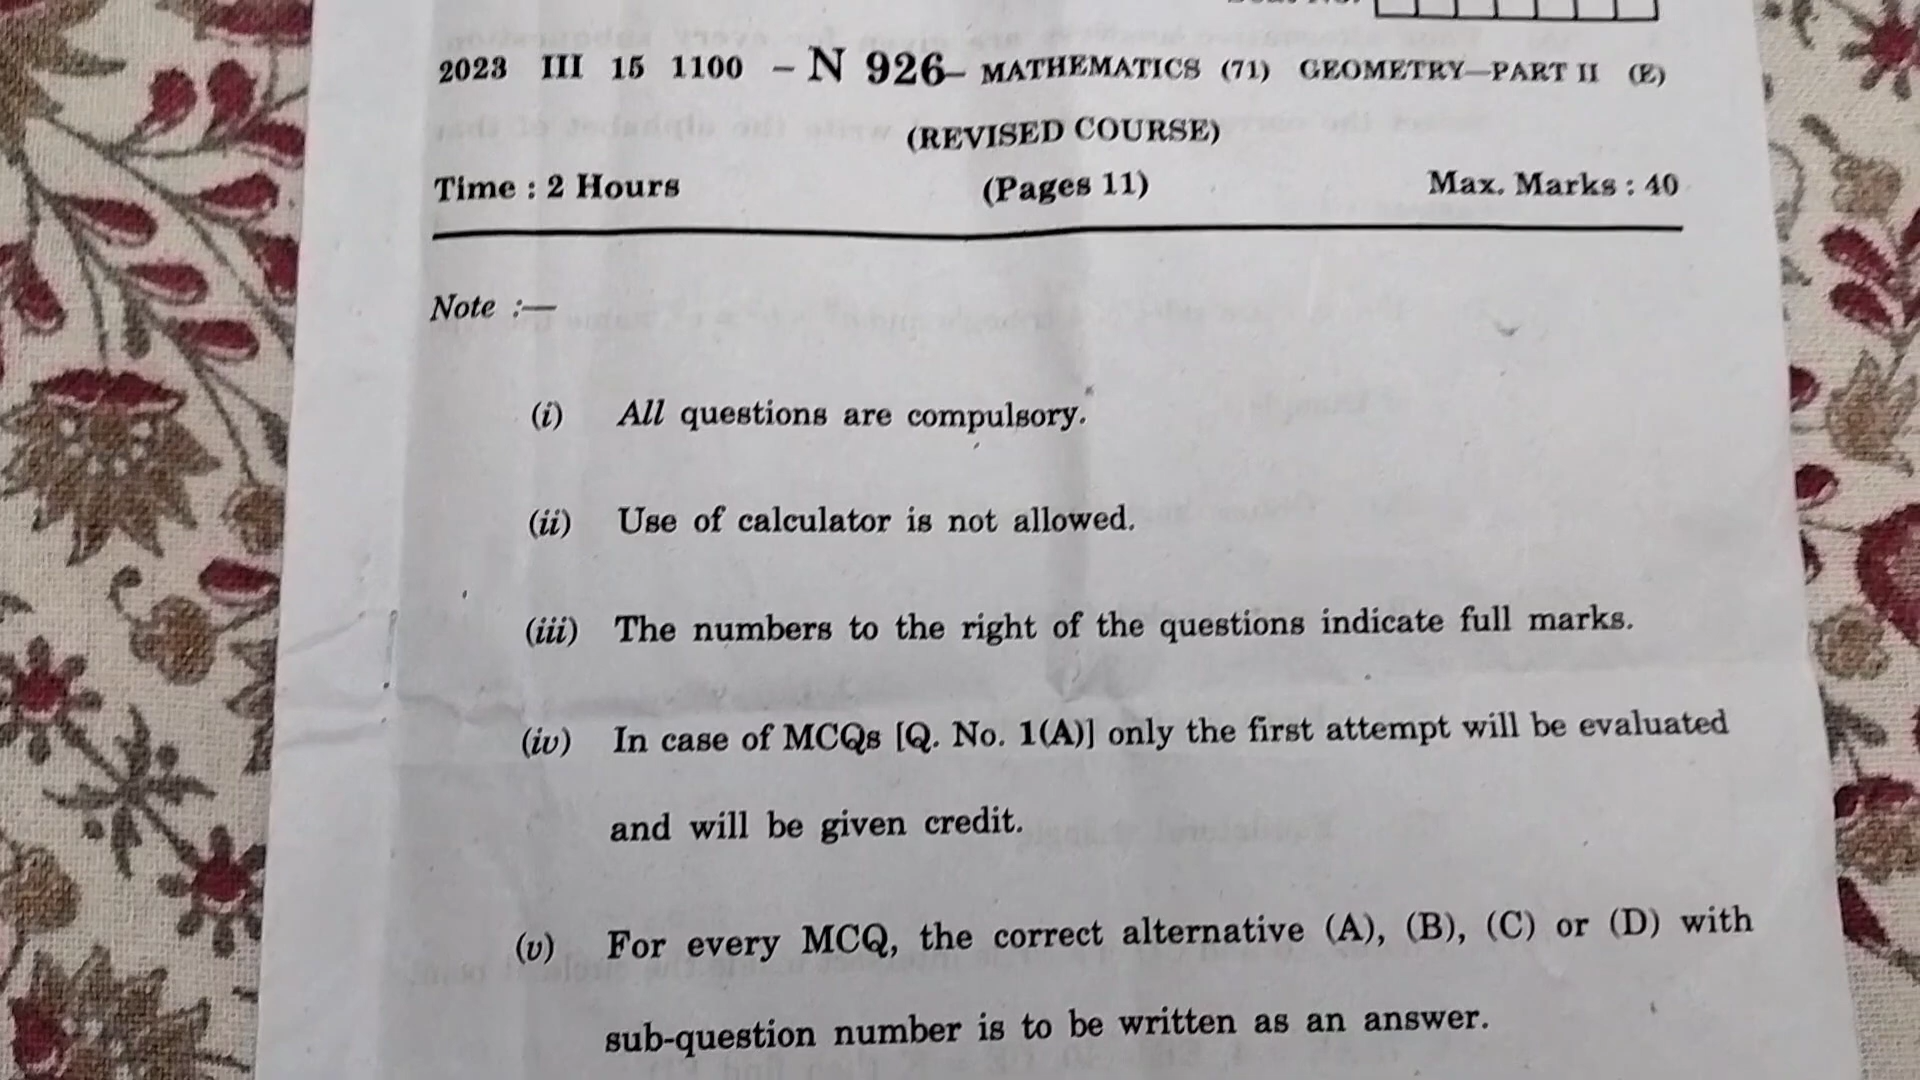 2023 III 15 1100 – N 926– MATHEMATICS (71) GEOMETRY—PART II (E)
(REVISED COURSE)
Time : 2 Hours (Pages 11) Max. Marks : 40
Note :—
(i) All questions are compulsory.
(ii) Use of calculator is not allowed.
(iii) The numbers to the right of the questions indicate full marks.
(iv) In case of MCQs [Q. No. 1(A)] only the first attempt will be evaluated
and will be given credit.
(v) For every MCQ, the correct alternative (A), (B), (C) or (D) with
sub-question number is to be written as an answer.